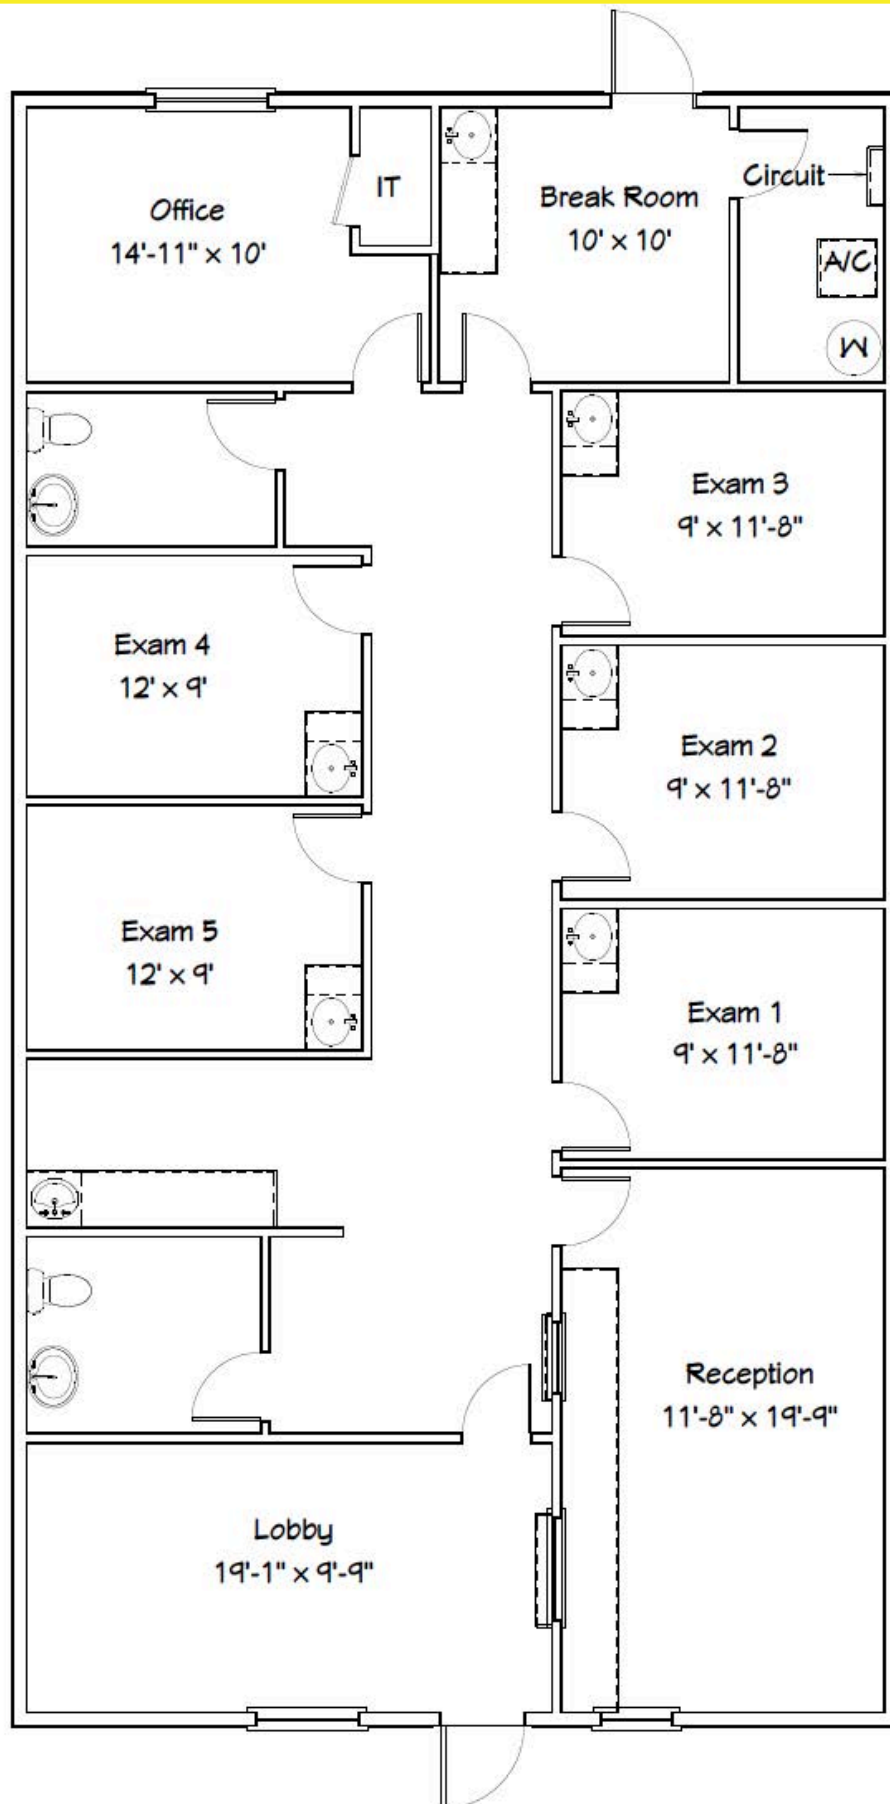 Office
14'-11" x 10'
IT
Break Room
10' x 10'
Circuit
A/C
W
Exam 3
9' x 11'-8"
Exam 4
12' x 9'
Exam 2
9' x 11'-8"
Exam 5
12' x 9'
Exam 1
9' x 11'-8"
Reception
11'-8" x 19'-9"
Lobby
19'-1" x 9'-9"